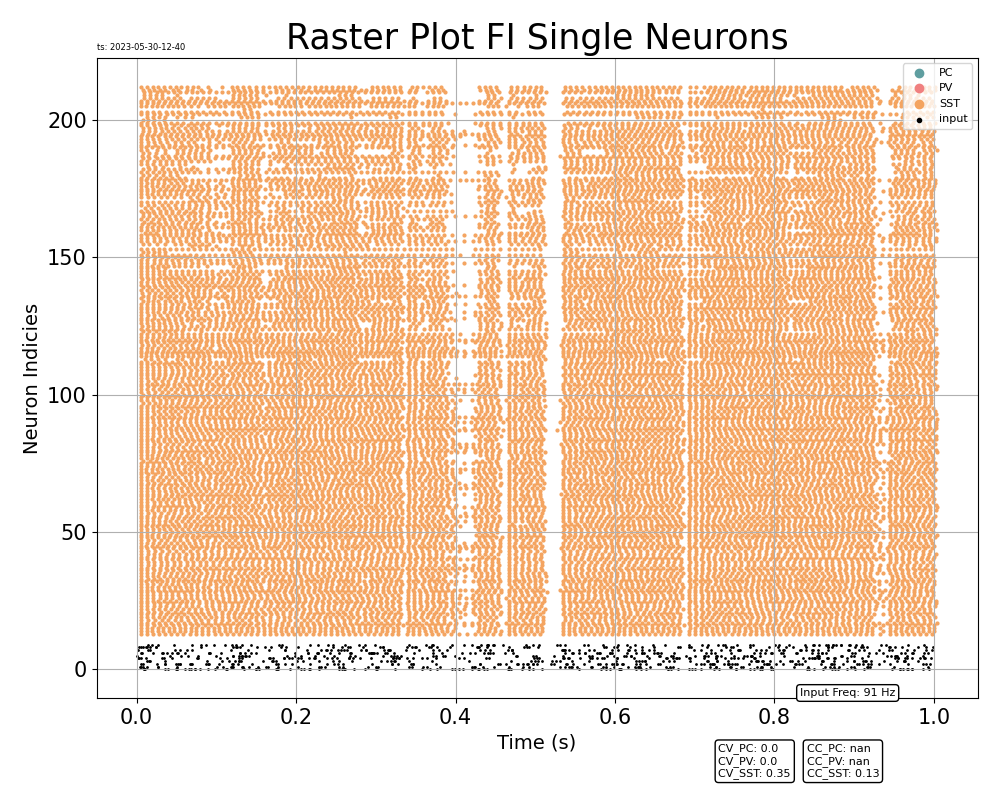 Raster Plot FI Single Neurons
ts: 2023-05-30-12-40
PC
PV
SST
input
200
150
100
50
0
Neuron Indicies
0.0 0.2 0.4 0.6 0.8 1.0
Time (s)
Input Freq: 91 Hz
CV_PC: 0.0
CV_PV: 0.0
CV_SST: 0.35
CC_PC: nan
CC_PV: nan
CC_SST: 0.13